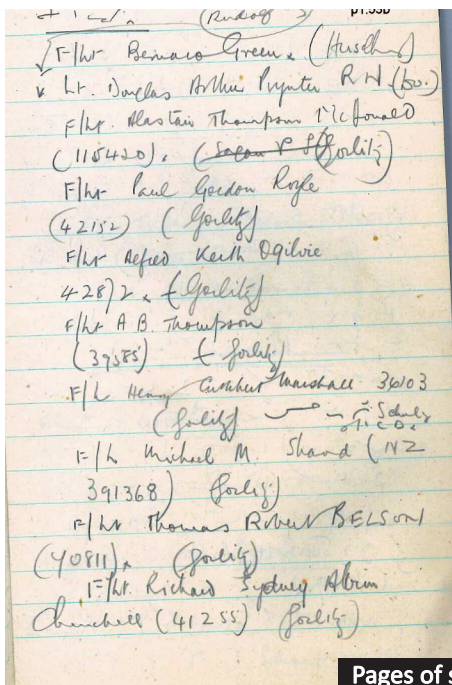 (Rudolf)
F/Lt Bernard Green. (Hirschberg)
Lt. Douglas Arthur Poynter R N (Do.)
F/Lt. Alastair Thompson McDonald
(115420). (Sagan Gorlitz)
F/Lt Paul Gordon Royle
(42152) (Gorlitz)
F/Lt Alfred Keith Ogilvie
42872. (Gorlitz)
F/Lt A B. Thompson
(39585) (Gorlitz)
F/L Henry Cuthbert Marshall 36103
(Gorlitz) Schulz
F/Lt Michael M. Shand (NZ
391368) Gorlitz)
F/Lt Thomas Robert BELSON
(40811). (Gorlitz)
F/Lt. Richard Sydney Albion
Churchill (41255) Gorlitz)
Pages of s